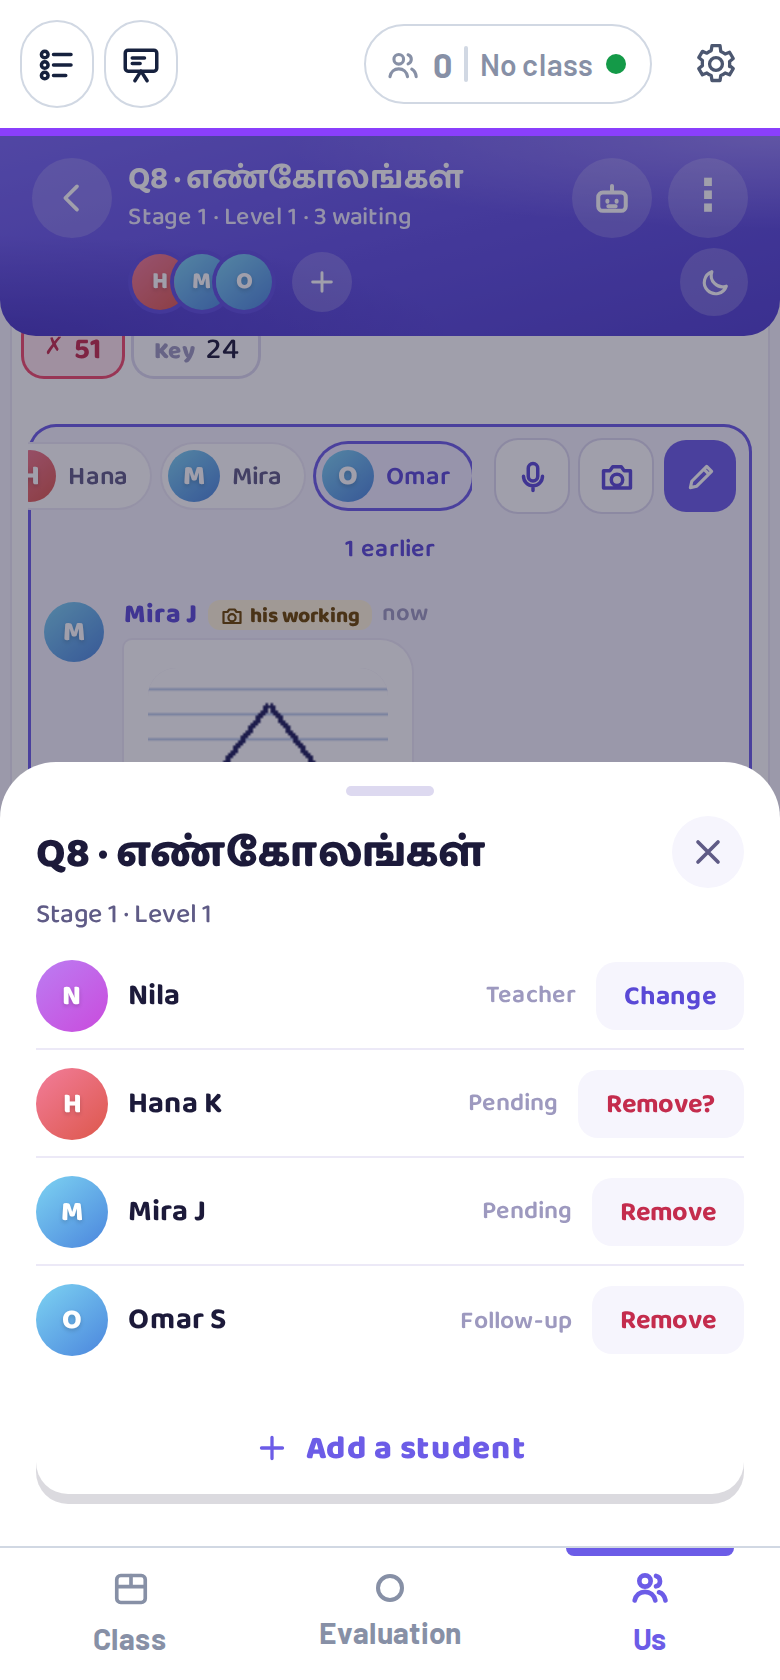 0 No class
Q8 · எண்கோலங்கள்
Stage 1 · Level 1 · 3 waiting
H M O
✗ 51 Key 24
H Hana M Mira O Omar
1 earlier
M Mira J his working now
Q8 · எண்கோலங்கள்
Stage 1 · Level 1
N Nila Teacher Change
H Hana K Pending Remove?
M Mira J Pending Remove
O Omar S Follow-up Remove
+ Add a student
Class Evaluation Us